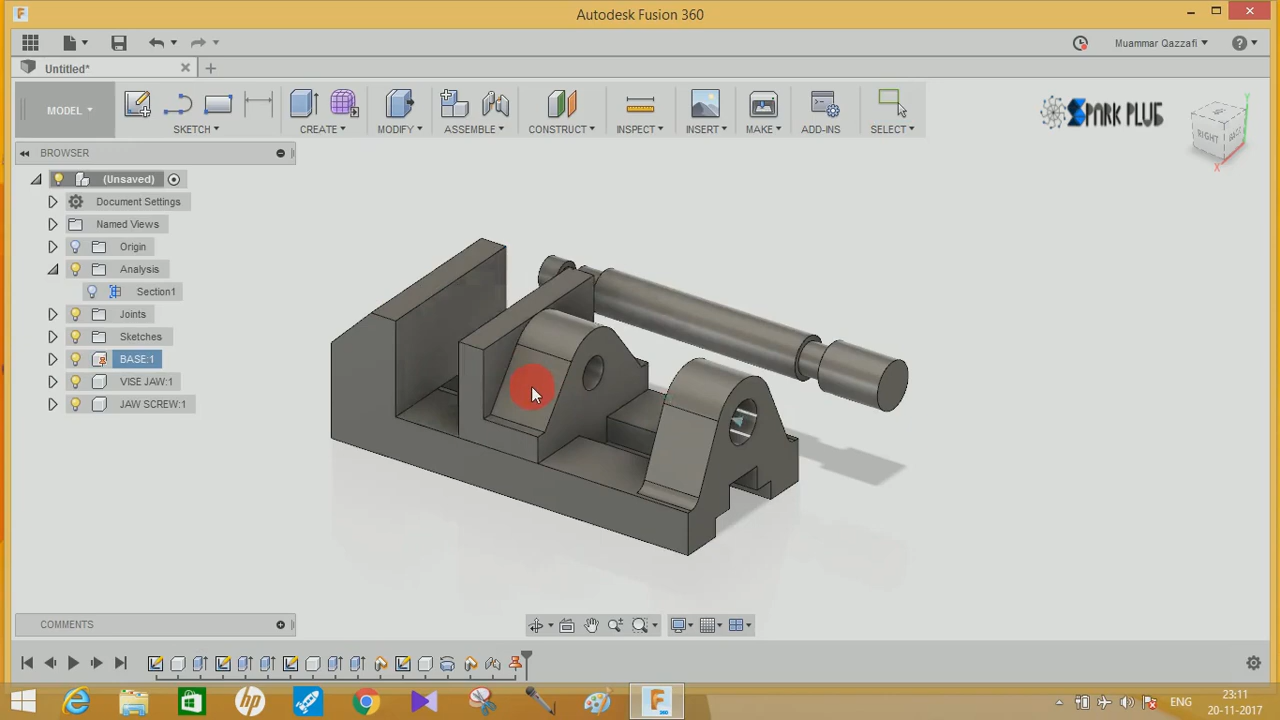 Autodesk Fusion 360
Muammar Qazzafi
Untitled*
MODEL
SKETCH
CREATE
MODIFY
ASSEMBLE
CONSTRUCT
INSPECT
INSERT
MAKE
ADD-INS
SELECT
SPARK PLUG
RIGHT
BACK
X
BROWSER
(Unsaved)
Document Settings
Named Views
Origin
Analysis
Section1
Joints
Sketches
BASE:1
VISE JAW:1
JAW SCREW:1
COMMENTS
ENG
23:11
20-11-2017